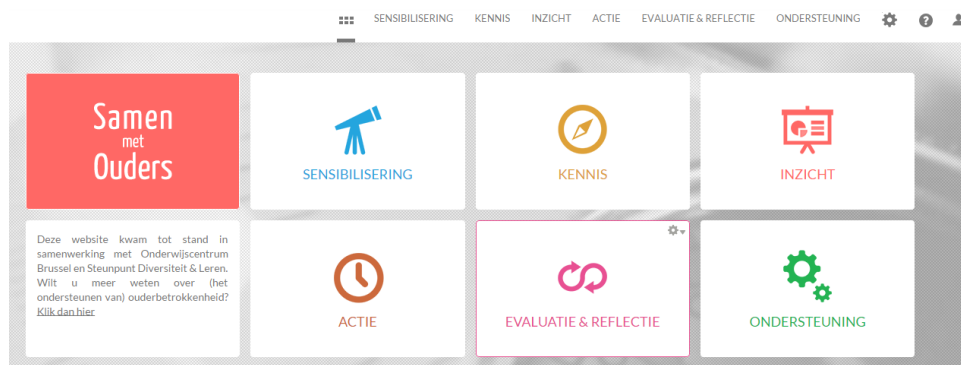 SENSIBILISERING KENNIS INZICHT ACTIE EVALUATIE & REFLECTIE ONDERSTEUNING
Samen
met
Ouders
SENSIBILISERING
KENNIS
INZICHT
Deze website kwam tot stand in
samenwerking met Onderwijscentrum
Brussel en Steunpunt Diversiteit & Leren.
Wilt u meer weten over (het
ondersteunen van) ouderbetrokkenheid?
Klik dan hier
ACTIE
EVALUATIE & REFLECTIE
ONDERSTEUNING